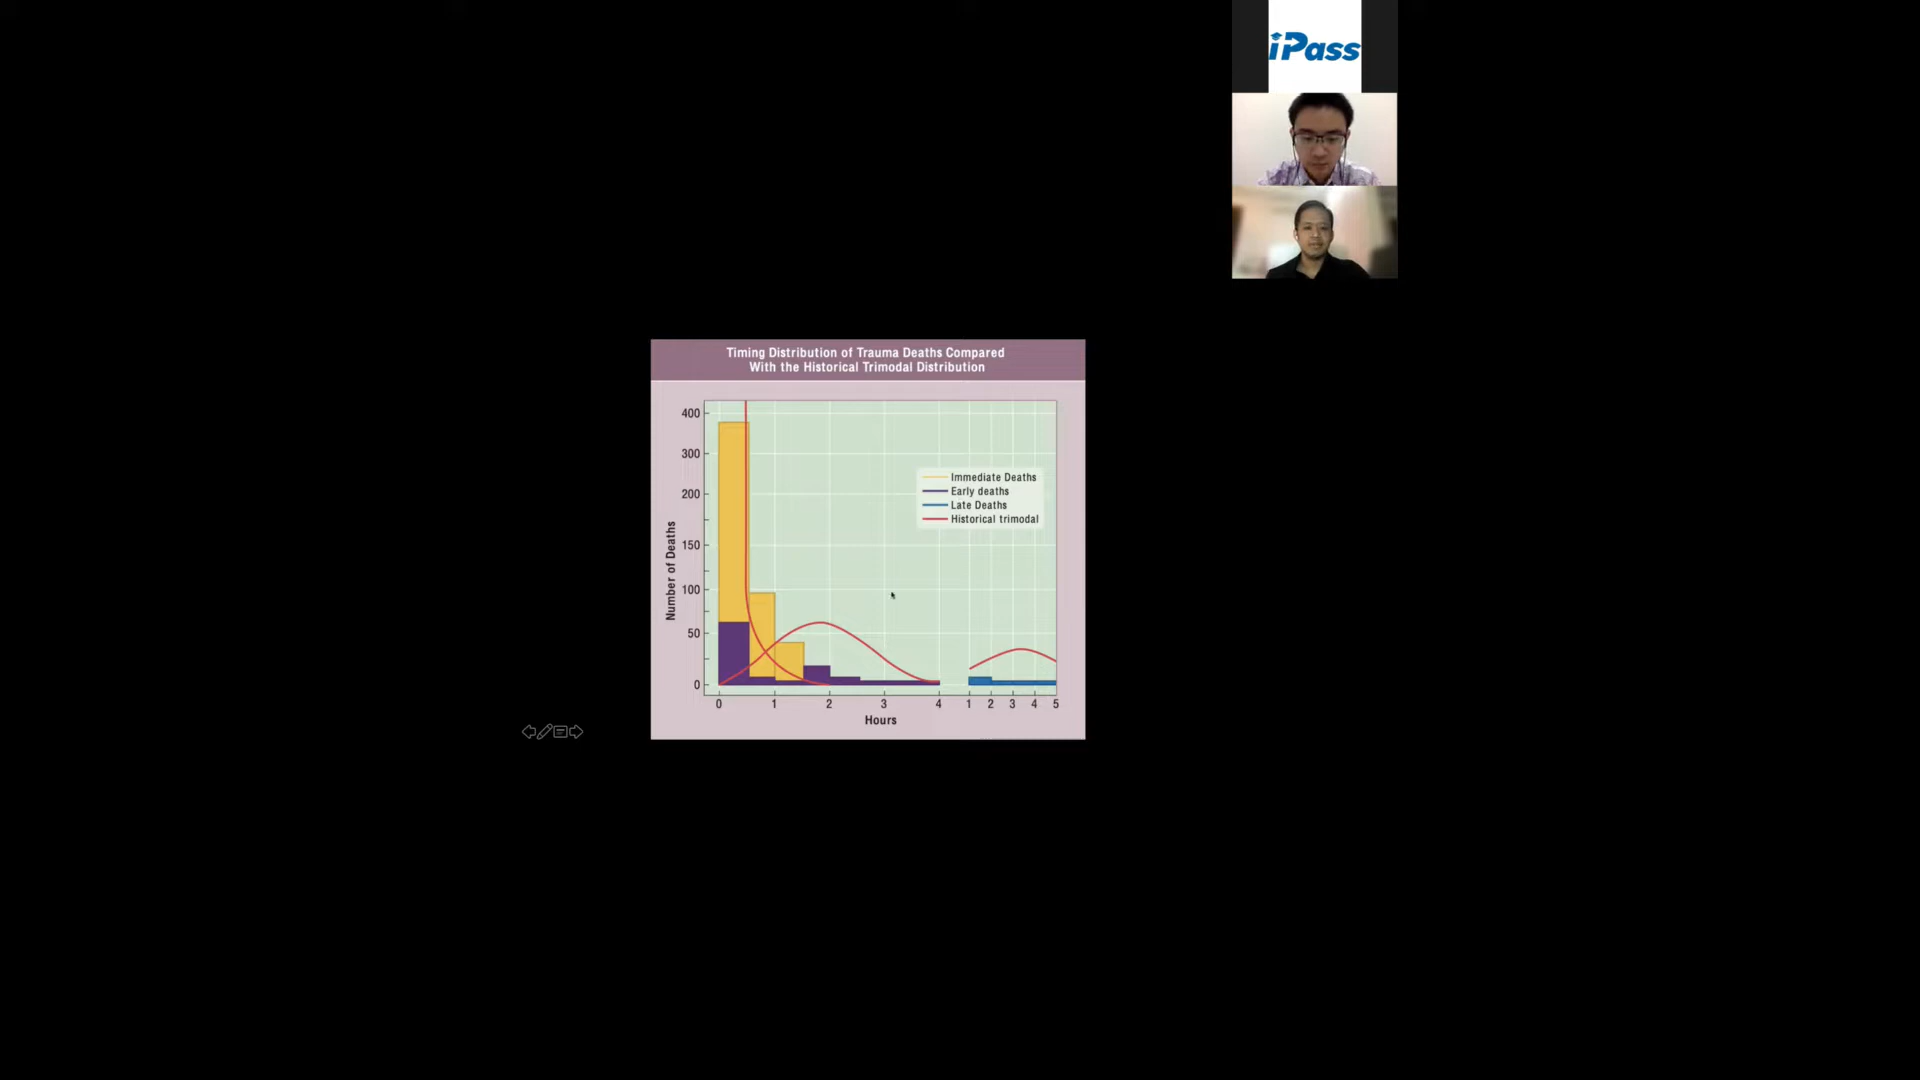 iPass
Timing Distribution of Trauma Deaths Compared
With the Historical Trimodal Distribution
400
300
200
150
100
50
0
Number of Deaths
Immediate Deaths
Early deaths
Late Deaths
Historical trimodal
0 1 2 3 4 1 2 3 4 5
Hours